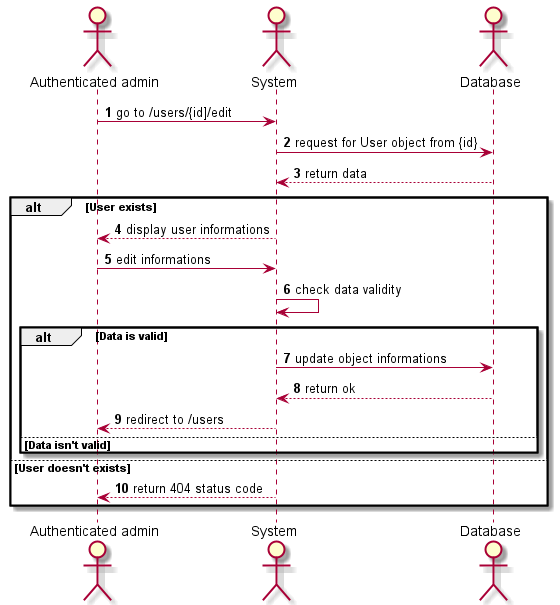 Authenticated admin System Database
1 go to /users/{id}/edit
2 request for User object from {id}
3 return data
alt [User exists]
4 display user informations
5 edit informations
6 check data validity
alt [Data is valid]
7 update object informations
8 return ok
9 redirect to /users
[Data isn't valid]
[User doesn't exists]
10 return 404 status code
Authenticated admin System Database